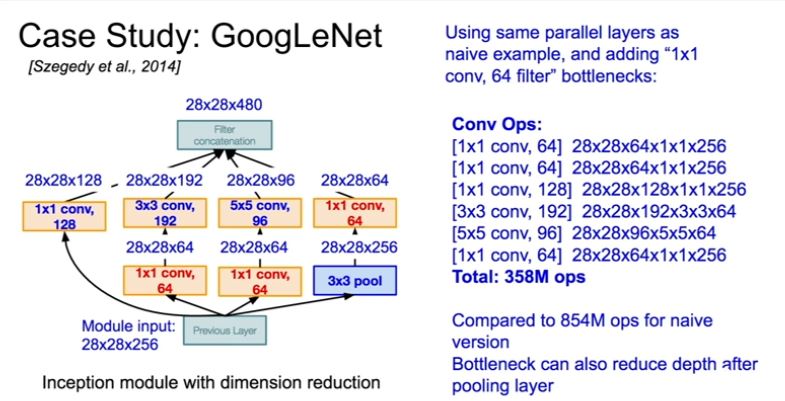 Case Study: GoogLeNet
[Szegedy et al., 2014]
28x28x480
Filter
concatenation
28x28x128
28x28x192
28x28x96
28x28x64
1x1 conv,
128
3x3 conv,
192
5x5 conv,
96
1x1 conv,
64
28x28x64
28x28x64
28x28x256
1x1 conv,
64
1x1 conv,
64
3x3 pool
Module input:
28x28x256
Previous Layer
Inception module with dimension reduction
Using same parallel layers as
naive example, and adding “1x1
conv, 64 filter” bottlenecks:
Conv Ops:
[1x1 conv, 64] 28x28x64x1x1x256
[1x1 conv, 64] 28x28x64x1x1x256
[1x1 conv, 128] 28x28x128x1x1x256
[3x3 conv, 192] 28x28x192x3x3x64
[5x5 conv, 96] 28x28x96x5x5x64
[1x1 conv, 64] 28x28x64x1x1x256
Total: 358M ops
Compared to 854M ops for naive
version
Bottleneck can also reduce depth after
pooling layer